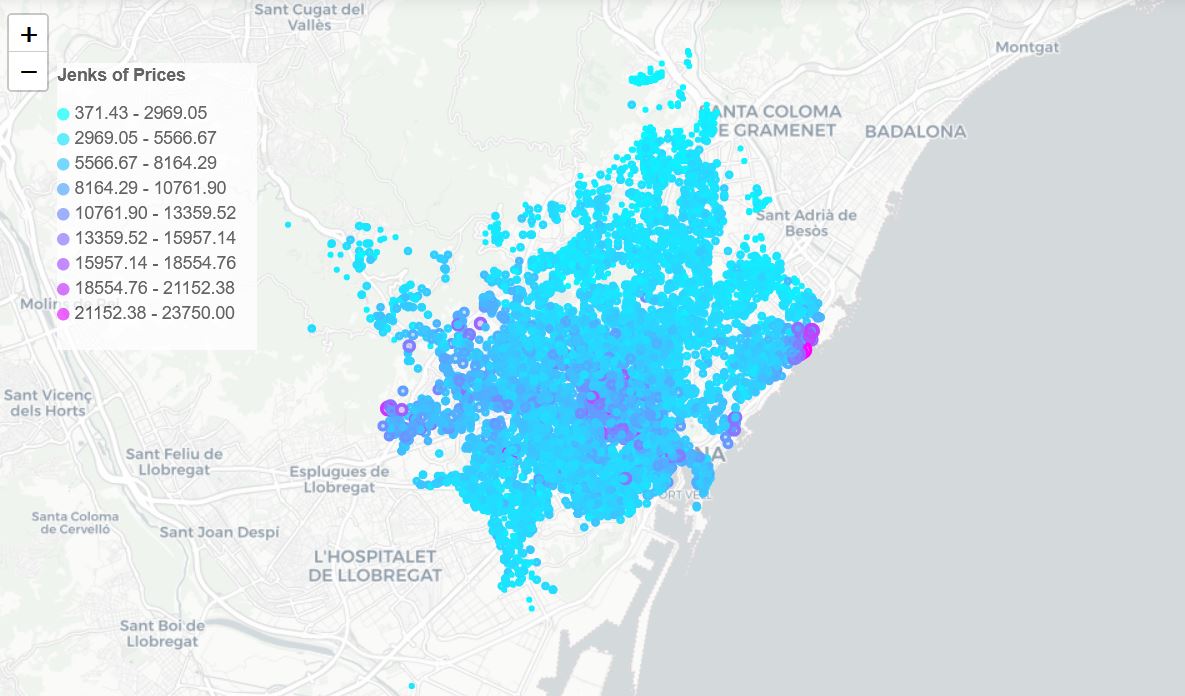 Sant Cugat del
Vallès
Montgat
+
−
Jenks of Prices
371.43 - 2969.05
2969.05 - 5566.67
5566.67 - 8164.29
8164.29 - 10761.90
10761.90 - 13359.52
13359.52 - 15957.14
15957.14 - 18554.76
18554.76 - 21152.38
21152.38 - 23750.00
ANTA COLOMA
E GRAMENET
BADALONA
Sant Adrià de
Besòs
Molins de Rei
Sant Vicenç
dels Horts
Sant Feliu de
Llobregat
Esplugues de
Llobregat
NA
ORT VELL
Santa Coloma
de Cervelló
Sant Joan Despí
L'HOSPITALET
DE LLOBREGAT
Sant Boi de
Llobregat